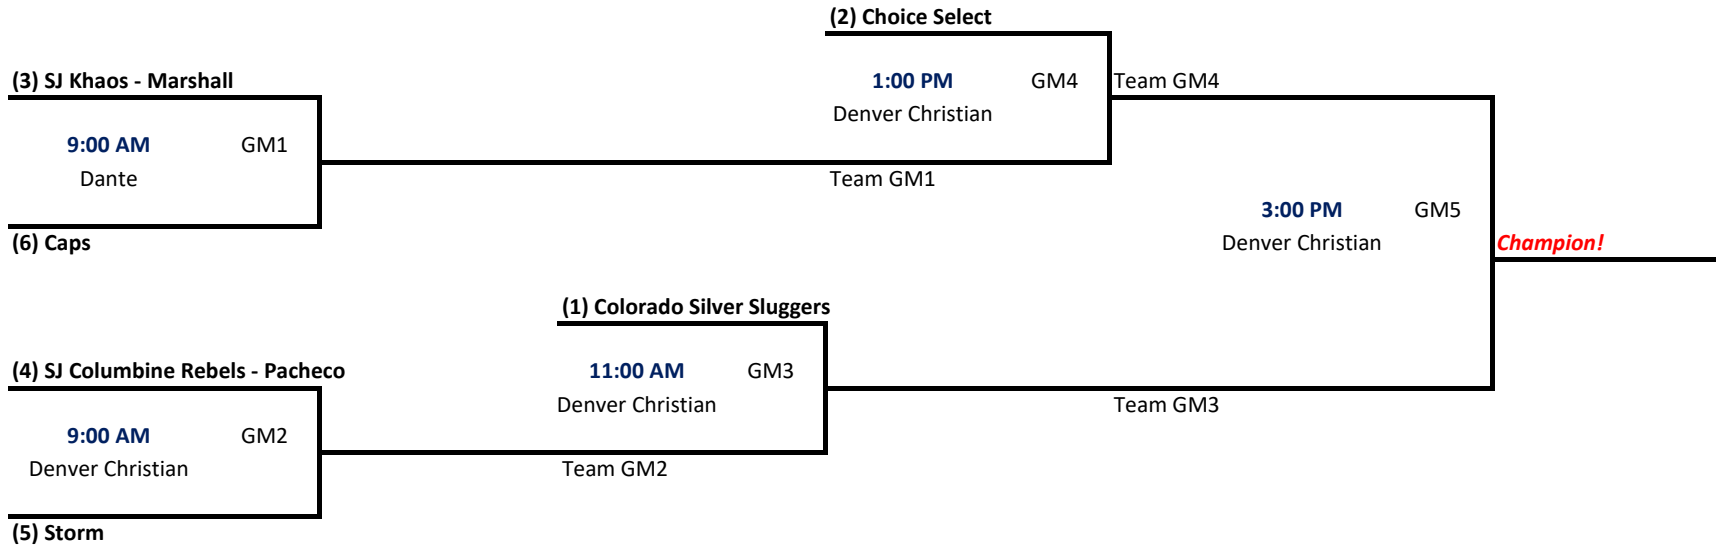 (2) Choice Select
(3) SJ Khaos - Marshall
1:00 PM GM4 Team GM4
Denver Christian
9:00 AM GM1
Dante
Team GM1
3:00 PM GM5
(6) Caps
Denver Christian
Champion!
(1) Colorado Silver Sluggers
(4) SJ Columbine Rebels - Pacheco
11:00 AM GM3
Denver Christian
Team GM3
9:00 AM GM2
Denver Christian
Team GM2
(5) Storm